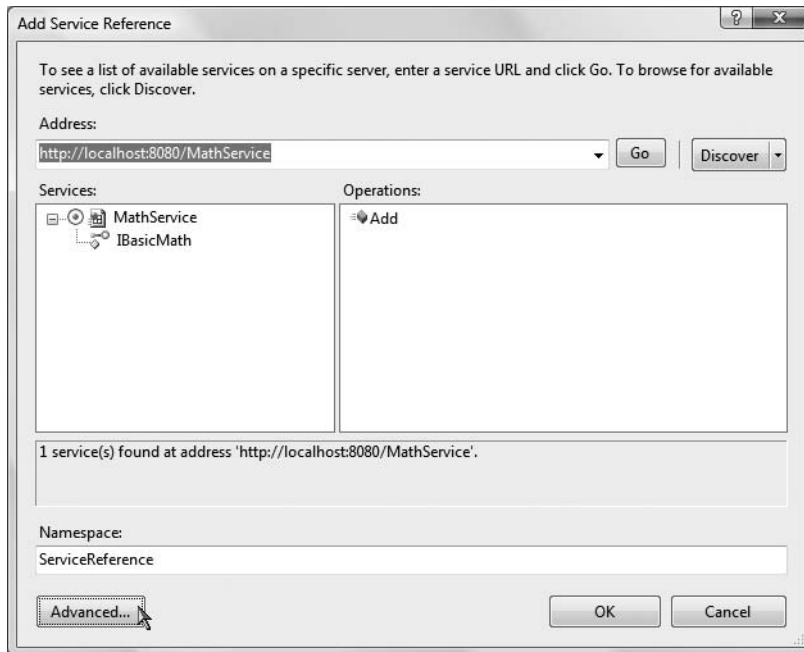 Add Service Reference
?
X
To see a list of available services on a specific server, enter a service URL and click Go. To browse for available
services, click Discover.
Address:
http://localhost:8080/MathService
Go
Discover
Services:
Operations:
MathService
Add
IBasicMath
1 service(s) found at address 'http://localhost:8080/MathService'.
Namespace:
ServiceReference
Advanced...
OK
Cancel